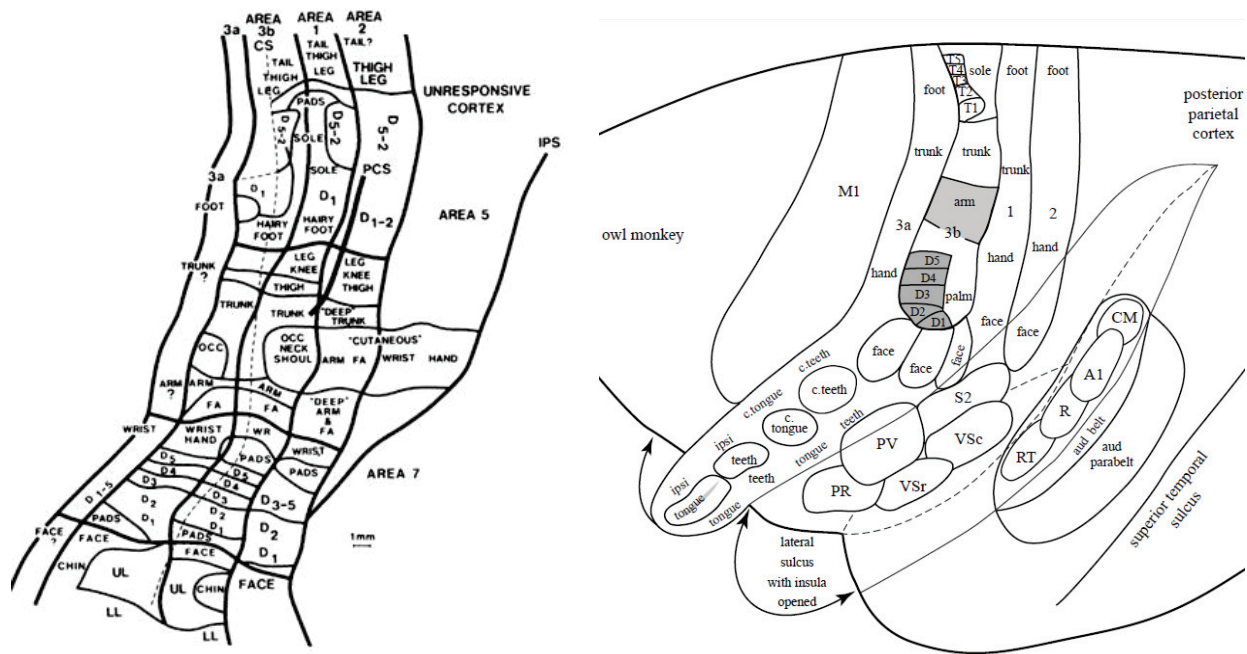 3a
AREA
3b
CS
AREA
1
AREA
2
TAIL
THIGH
LEG
TAIL
THIGH
LEG
TAIL?
THIGH
LEG
UNRESPONSIVE
CORTEX
PADS
D5-2
SOLE
D5-2
D5-2
SOLE
PCS
IPS
3a
D1
D1
D1-2
AREA 5
FOOT
HAIRY
FOOT
HAIRY
FOOT
LEG
KNEE
LEG
KNEE
THIGH
THIGH
TRUNK
?
TRUNK
TRUNK
"DEEP"
TRUNK
OCC
OCC
NECK
SHOUL
"CUTANEOUS"
ARM FA WRIST HAND
ARM
?
ARM
ARM
FA
FA
"DEEP"
ARM
&
FA
WRIST
WRIST
HAND
WR
WRIST
PADS
PADS
AREA 7
D5
D4
D3
D2
D1
D5
D4
D3
D2
D1
D3-5
D2
D1
D1-5
PADS
PADS
1mm
FACE
?
FACE
FACE
FACE
CHIN
UL
UL
CHIN
LL
LL
owl monkey
M1
3a
foot
trunk
hand
T5
T4
T3
T2
T1
sole
trunk
arm
3b
D5
D4
D3
D2
D1
palm
foot
trunk
1
hand
face
foot
2
hand
face
posterior
parietal
cortex
face
face
face
c.teeth
c.teeth
c.tongue
c.
tongue
teeth
ipsi
teeth
tongue
teeth
ipsi
tongue
tongue
S2
PV
VSc
PR
VSr
CM
A1
R
RT
aud belt
aud
parabelt
superior temporal
sulcus
lateral
sulcus
with insula
opened